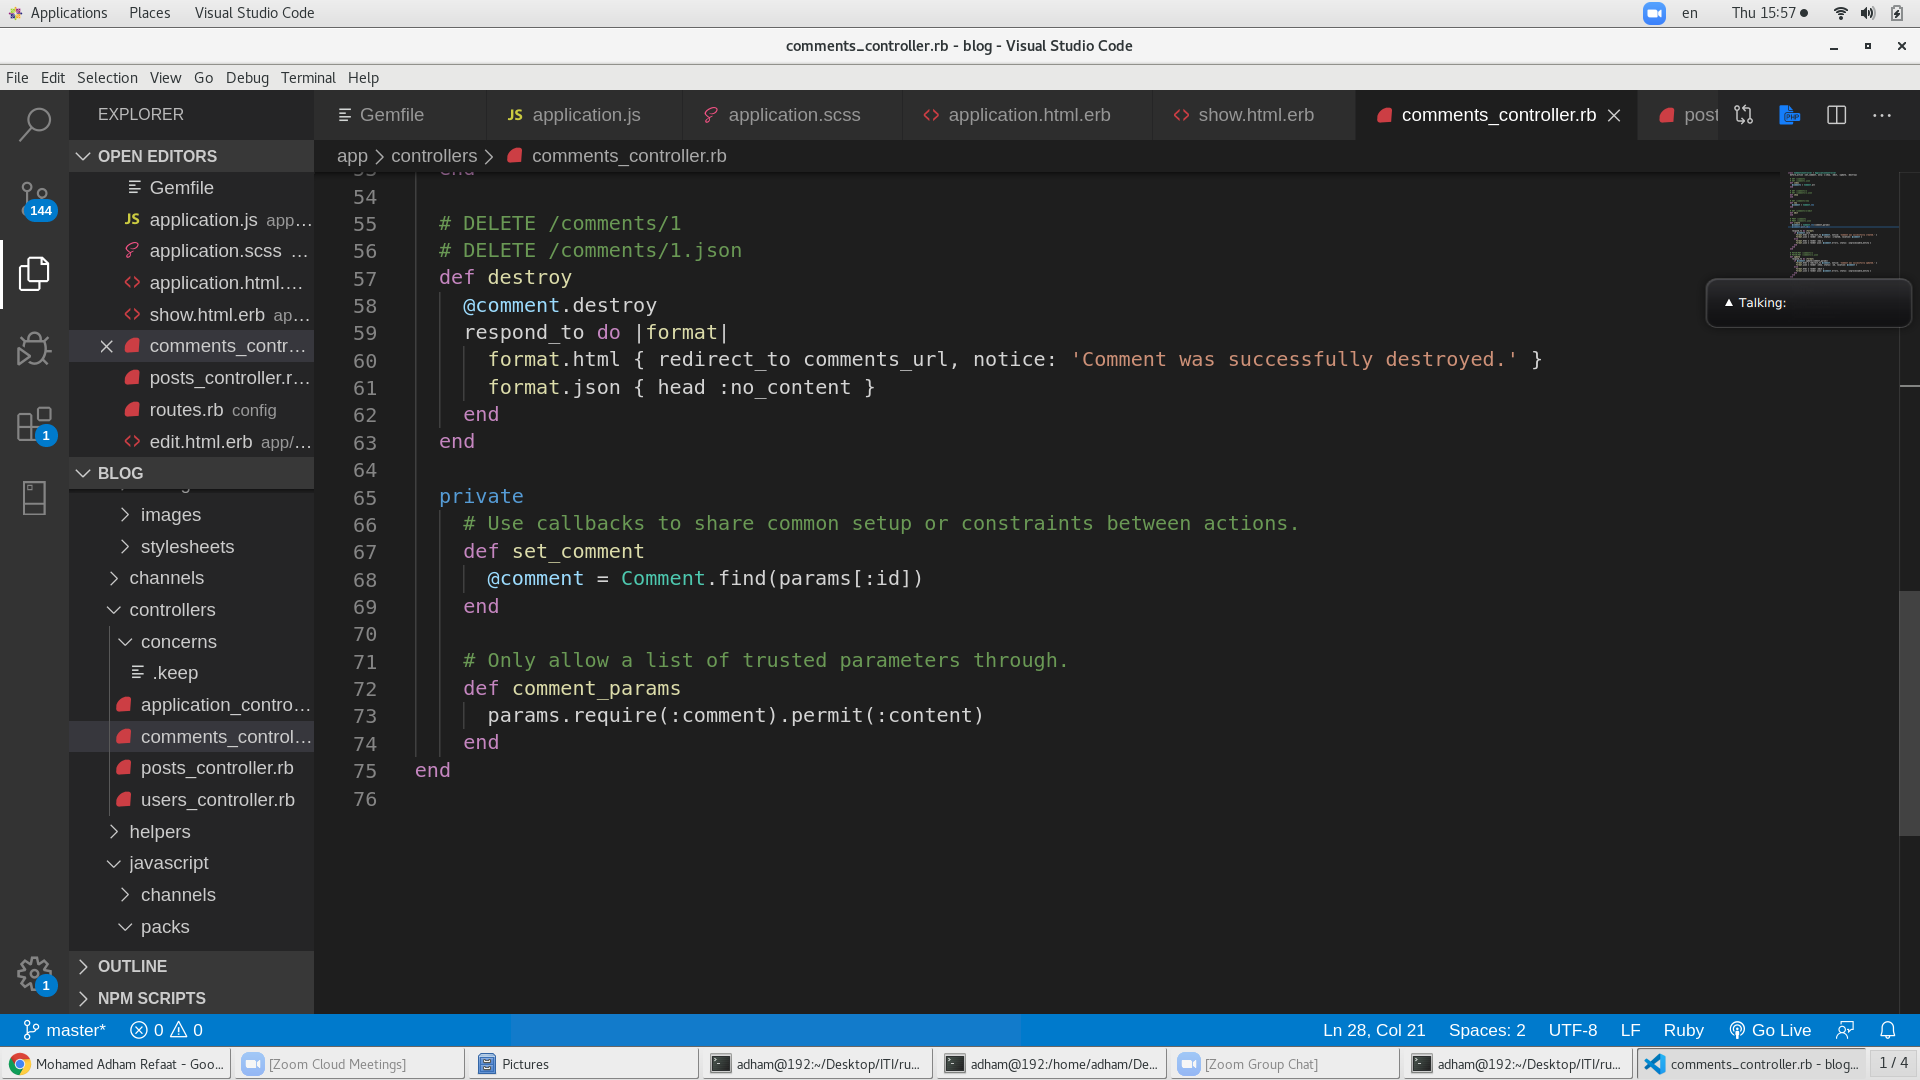 Applications Places Visual Studio Code en Thu 15:57
comments_controller.rb - blog - Visual Studio Code
File Edit Selection View Go Debug Terminal Help
EXPLORER
Gemfile
JS application.js
application.scss
application.html.erb
show.html.erb
comments_controller.rb
post
...
OPEN EDITORS
app > controllers > comments_controller.rb
Gemfile
JS application.js app...
application.scss ...
application.html....
show.html.erb ap...
comments_contr...
posts_controller.r...
routes.rb config
edit.html.erb app/...
BLOG
images
stylesheets
channels
controllers
concerns
.keep
application_contro...
comments_control...
posts_controller.rb
users_controller.rb
helpers
javascript
channels
packs
OUTLINE
NPM SCRIPTS
144
1
1
53 end
54
55 # DELETE /comments/1
56 # DELETE /comments/1.json
57 def destroy
58 @comment.destroy
59 respond_to do |format|
60 format.html { redirect_to comments_url, notice: 'Comment was successfully destroyed.' }
61 format.json { head :no_content }
62 end
63 end
64
65 private
66 # Use callbacks to share common setup or constraints between actions.
67 def set_comment
68 @comment = Comment.find(params[:id])
69 end
70
71 # Only allow a list of trusted parameters through.
72 def comment_params
73 params.require(:comment).permit(:content)
74 end
75 end
76
Talking:
master* 0 0 Ln 28, Col 21 Spaces: 2 UTF-8 LF Ruby Go Live
Mohamed Adham Refaat - Goo... [Zoom Cloud Meetings] Pictures adham@192:~/Desktop/ITI/ru... adham@192:/home/adham/De... [Zoom Group Chat] adham@192:~/Desktop/ITI/ru... comments_controller.rb - blog... 1 / 4